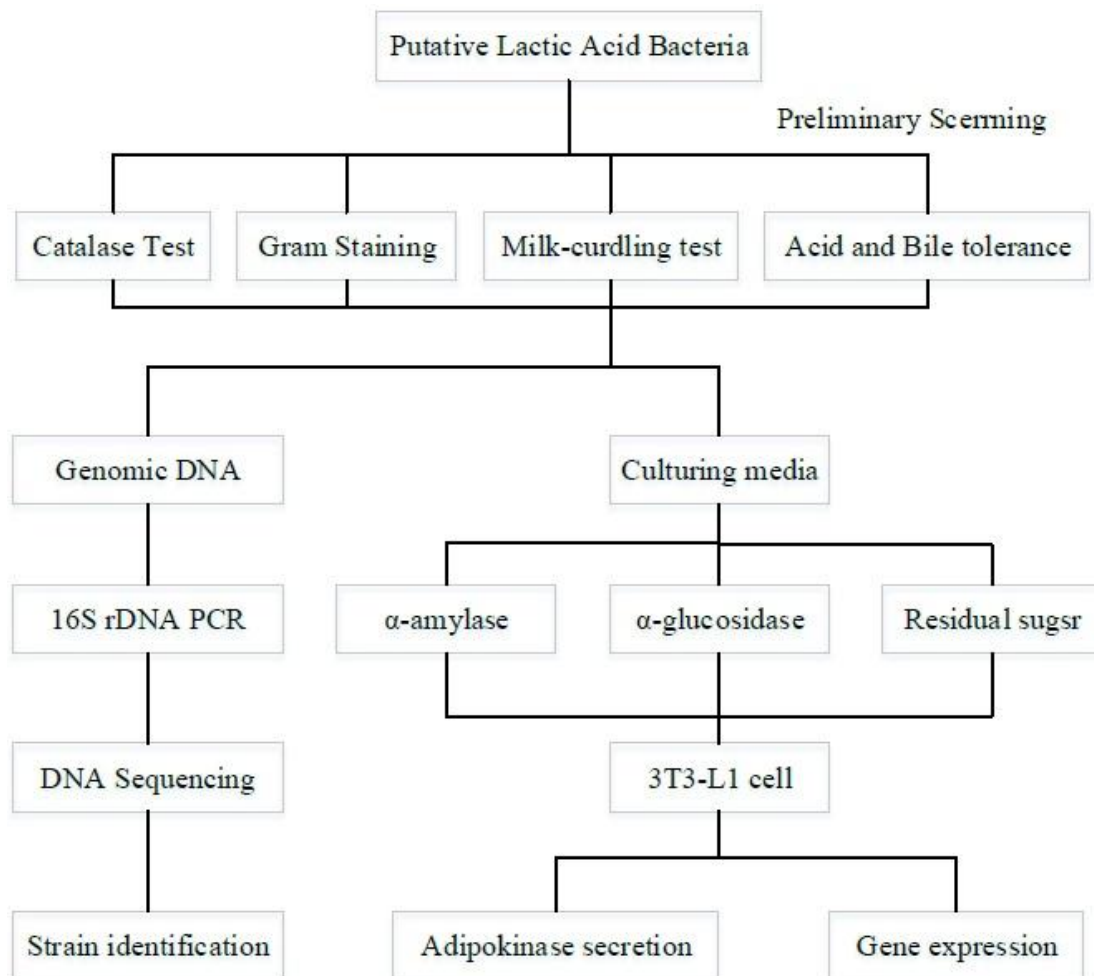 Putative Lactic Acid Bacteria
Preliminary Scerrning
Catalase Test
Gram Staining
Milk-curdling test
Acid and Bile tolerance
Genomic DNA
Culturing media
16S rDNA PCR
α-amylase
α-glucosidase
Residual sugsr
DNA Sequencing
3T3-L1 cell
Strain identification
Adipokinase secretion
Gene expression